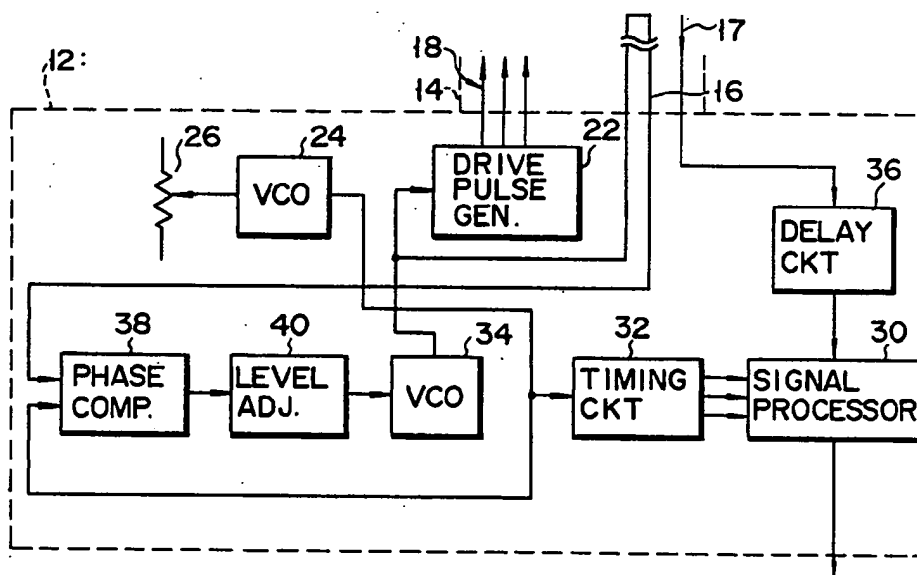 12:
18
14
17
16
26
24
VCO
22
DRIVE
PULSE
GEN.
36
DELAY
CKT
38
PHASE
COMP.
40
LEVEL
ADJ.
34
VCO
32
TIMING
CKT
30
SIGNAL
PROCESSOR